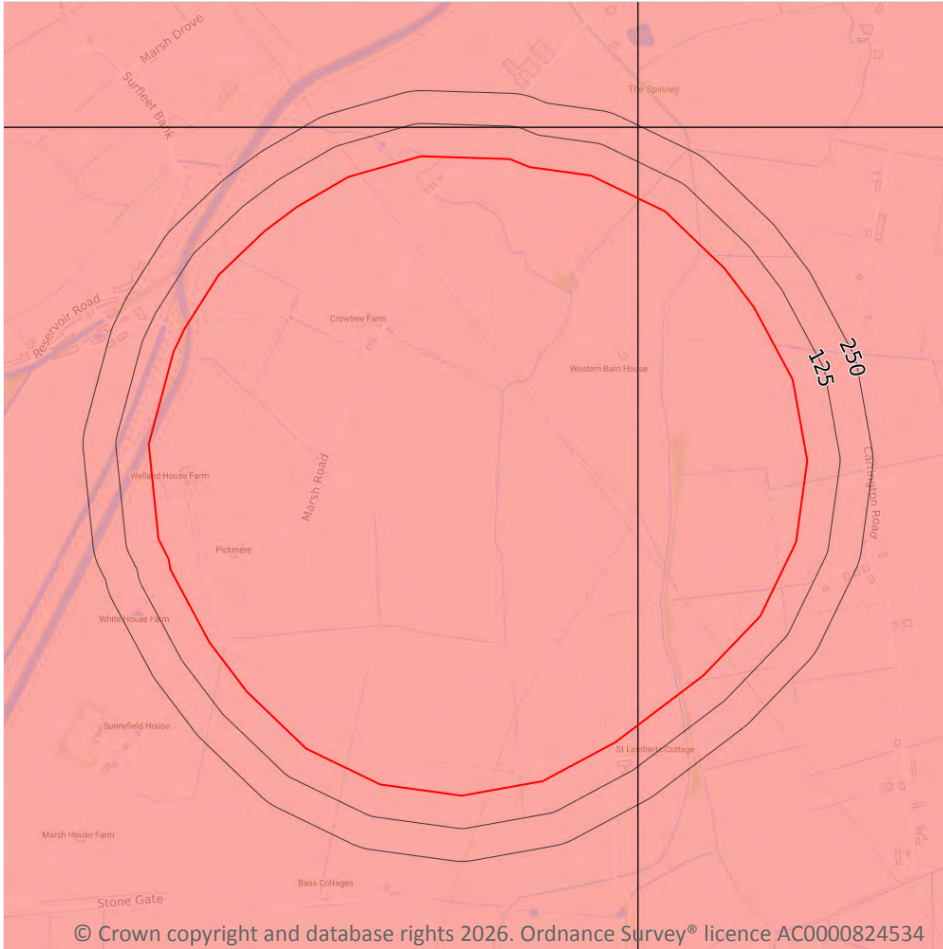 Marsh Drove
Surfleet Bank
The Spinney
Reservoir Road
Crowtree Farm
Western Barn House
125
250
Welland House Farm
Marsh Road
Carrington Road
Pickmere
White House Farm
Sunnyfield House
St Lamberts Cottage
Marsh House Farm
Bass Cottages
Stone Gate
© Crown copyright and database rights 2026. Ordnance Survey® licence AC0000824534